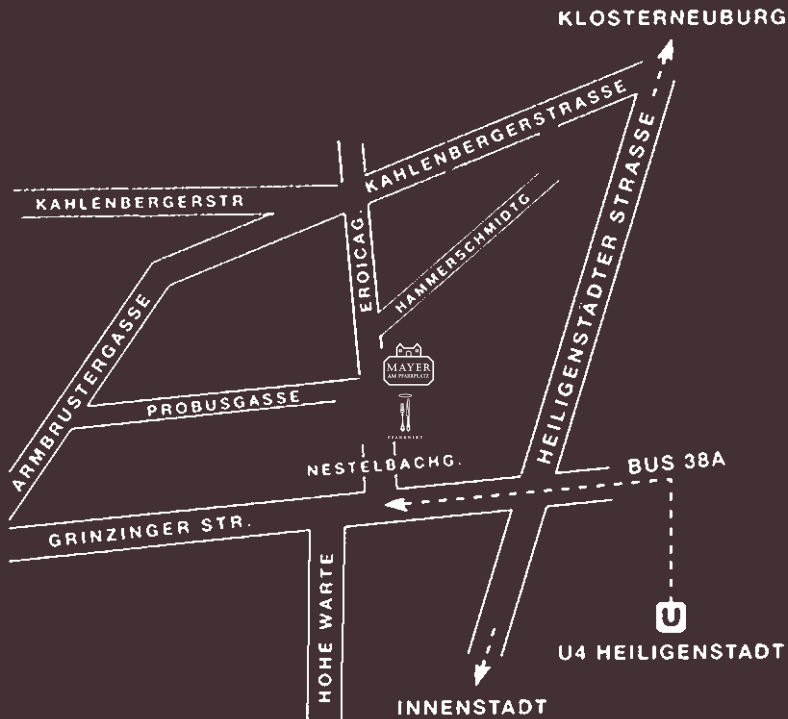 KLOSTERNEUBURG
KAHLENBERGERSTRASSE
KAHLENBERGERSTR
EROICAG.
HAMMERSCHMIDTG
HEILIGENSTÄDTER STRASSE
ARMBRUSTERGASSE
MAYER
AM PFARRPLATZ
PROBUSGASSE
PFARRWIRT
NESTELBACHG.
BUS 38A
GRINZINGER STR.
HOHE WARTE
U
U4 HEILIGENSTADT
INNENSTADT